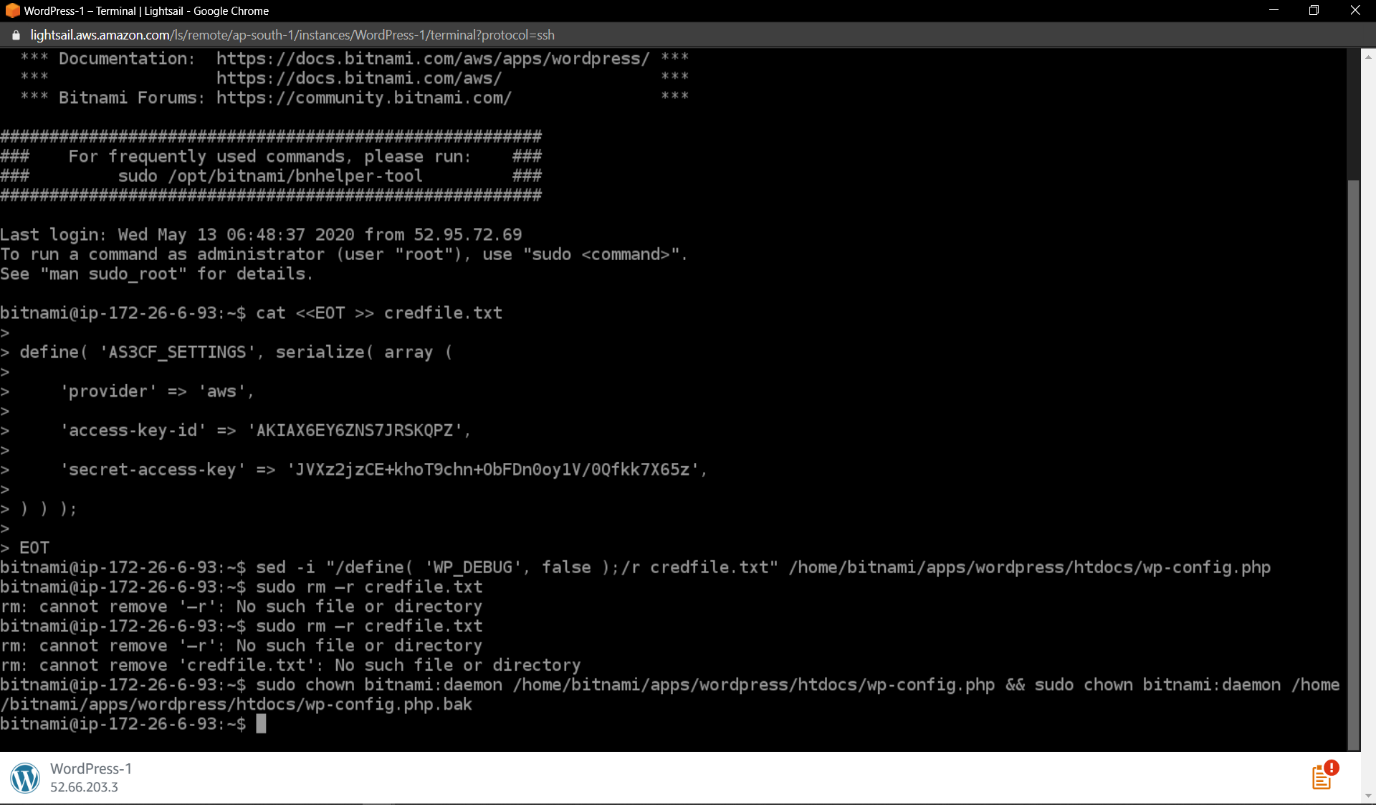 WordPress-1 – Terminal | Lightsail - Google Chrome
lightsail.aws.amazon.com/ls/remote/ap-south-1/instances/WordPress-1/terminal?protocol=ssh
*** Documentation:  https://docs.bitnami.com/aws/apps/wordpress/ ***
***                 https://docs.bitnami.com/aws/                ***
*** Bitnami Forums: https://community.bitnami.com/               ***
#######################################################
###    For frequently used commands, please run:    ###
###         sudo /opt/bitnami/bnhelper-tool         ###
#######################################################
Last login: Wed May 13 06:48:37 2020 from 52.95.72.69
To run a command as administrator (user "root"), use "sudo <command>".
See "man sudo_root" for details.
bitnami@ip-172-26-6-93:~$ cat <<EOT >> credfile.txt
>
> define( 'AS3CF_SETTINGS', serialize( array (
>
>     'provider' => 'aws',
>
>     'access-key-id' => 'AKIAX6EY6ZNS7JRSKQPZ',
>
>     'secret-access-key' => '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',
>
> ) ) );
>
> EOT
bitnami@ip-172-26-6-93:~$ sed -i "/define( 'WP_DEBUG', false );/r credfile.txt" /home/bitnami/apps/wordpress/htdocs/wp-config.php
bitnami@ip-172-26-6-93:~$ sudo rm –r credfile.txt
rm: cannot remove '–r': No such file or directory
bitnami@ip-172-26-6-93:~$ sudo rm –r credfile.txt
rm: cannot remove '–r': No such file or directory
rm: cannot remove 'credfile.txt': No such file or directory
bitnami@ip-172-26-6-93:~$ sudo chown bitnami:daemon /home/bitnami/apps/wordpress/htdocs/wp-config.php && sudo chown bitnami:daemon /home
/bitnami/apps/wordpress/htdocs/wp-config.php.bak
bitnami@ip-172-26-6-93:~$
WordPress-1
52.66.203.3